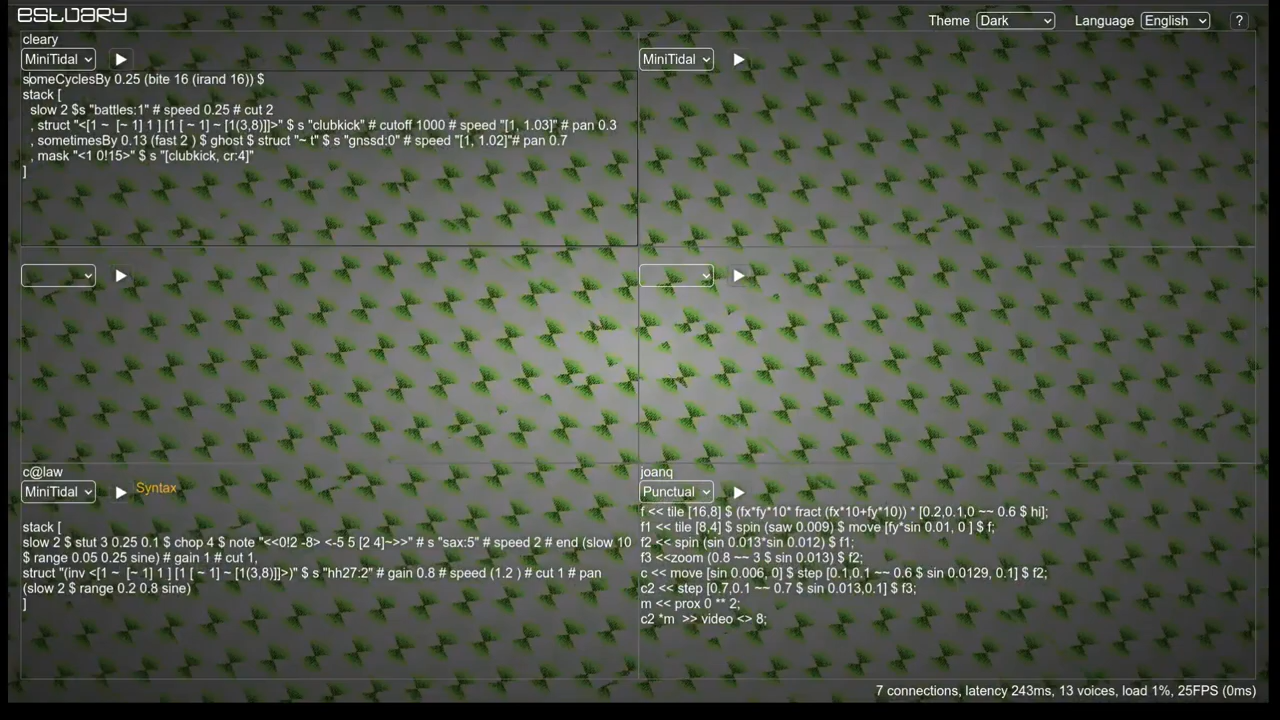 estuary
Theme Dark Language English ?
cleary
MiniTidal
someCyclesBy 0.25 (bite 16 (irand 16)) $
stack [
slow 2 $s "battles:1" # speed 0.25 # cut 2
, struct "<[1 ~  [~ 1] 1 ] [1 [ ~ 1] ~ [1(3,8)]]>" $ s "clubkick" # cutoff 1000 # speed "[1, 1.03]" # pan 0.3
, sometimesBy 0.13 (fast 2 ) $ ghost $ struct "~ t" $ s "gnssd:0" # speed "[1, 1.02]"# pan 0.7
, mask "<1 0!15>" $ s "[clubkick, cr:4]"
]
MiniTidal
c@law
MiniTidal Syntax
stack [
slow 2 $ stut 3 0.25 0.1 $ chop 4 $ note "<<0!2 -8> <-5 5 [2 4]~>>" # s "sax:5" # speed 2 # end (slow 10
$ range 0.05 0.25 sine) # gain 1 # cut 1,
struct "(inv <[1 ~  [~ 1] 1 ] [1 [ ~ 1] ~ [1(3,8)]]>)" $ s "hh27:2" # gain 0.8 # speed (1.2 ) # cut 1 # pan
(slow 2 $ range 0.2 0.8 sine)
]
joanq
Punctual
f << tile [16,8] $ (fx*fy*10* fract (fx*10+fy*10)) * [0.2,0.1,0 ~~ 0.6 $ hi];
f1 << tile [8,4] $ spin (saw 0.009) $ move [fy*sin 0.01, 0 ] $ f;
f2 << spin (sin 0.013*sin 0.012) $ f1;
f3 <<zoom (0.8 ~~ 3 $ sin 0.013) $ f2;
c << move [sin 0.006, 0] $ step [0.1,0.1 ~~ 0.6 $ sin 0.0129, 0.1] $ f2;
c2 << step [0.7,0.1 ~~ 0.7 $ sin 0.013,0.1] $ f3;
m << prox 0 ** 2;
c2 *m  >> video <> 8;
7 connections, latency 243ms, 13 voices, load 1%, 25FPS (0ms)